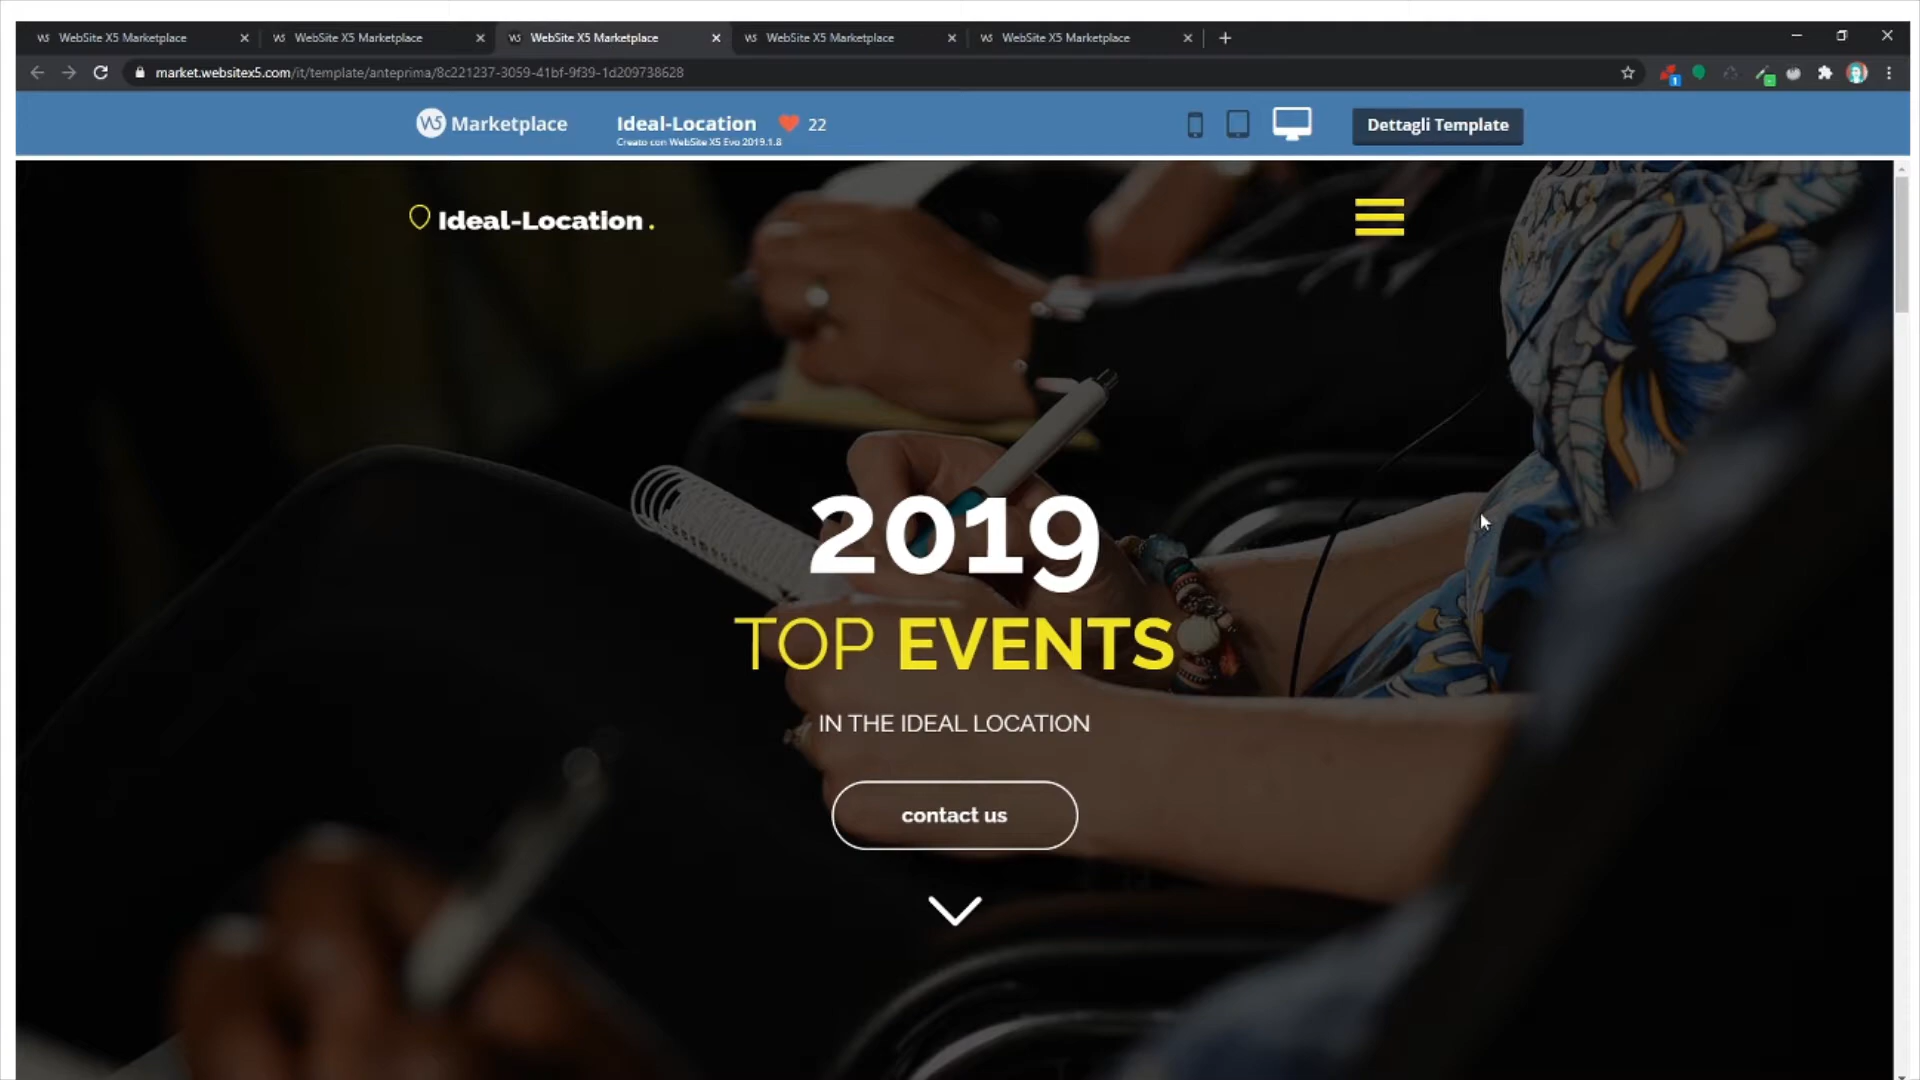 WebSite X5 Marketplace
WebSite X5 Marketplace
WebSite X5 Marketplace
WebSite X5 Marketplace
WebSite X5 Marketplace
market.websitex5.com/it/template/anteprima/8c221237-3059-41bf-9f39-1d209738628
1
W5 Marketplace
Ideal-Location 22
Creato con WebSite X5 Evo 2019.1.8
Dettagli Template
Ideal-Location .
2019
TOP EVENTS
IN THE IDEAL LOCATION
contact us